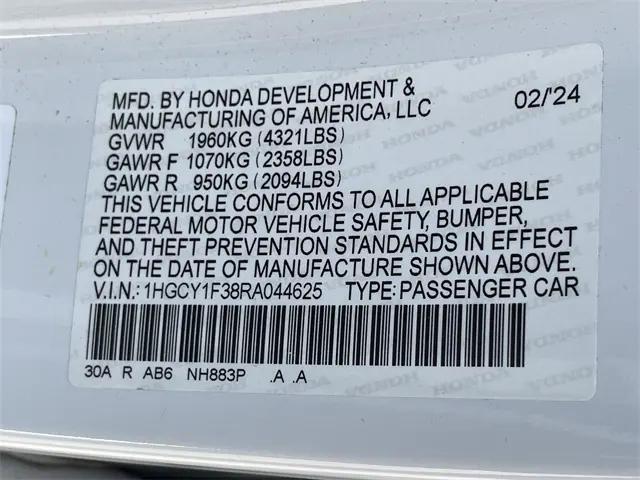 MFD. BY HONDA DEVELOPMENT & 02/'24
MANUFACTURING OF AMERICA, LLC
GVWR 1960KG (4321LBS)
GAWR F 1070KG (2358LBS)
GAWR R 950KG (2094LBS)
THIS VEHICLE CONFORMS TO ALL APPLICABLE
FEDERAL MOTOR VEHICLE SAFETY, BUMPER,
AND THEFT PREVENTION STANDARDS IN EFFECT
ON THE DATE OF MANUFACTURE SHOWN ABOVE.
V.I.N.: 1HGCY1F38RA044625 TYPE: PASSENGER CAR
30A R AB6 NH883P .A .A